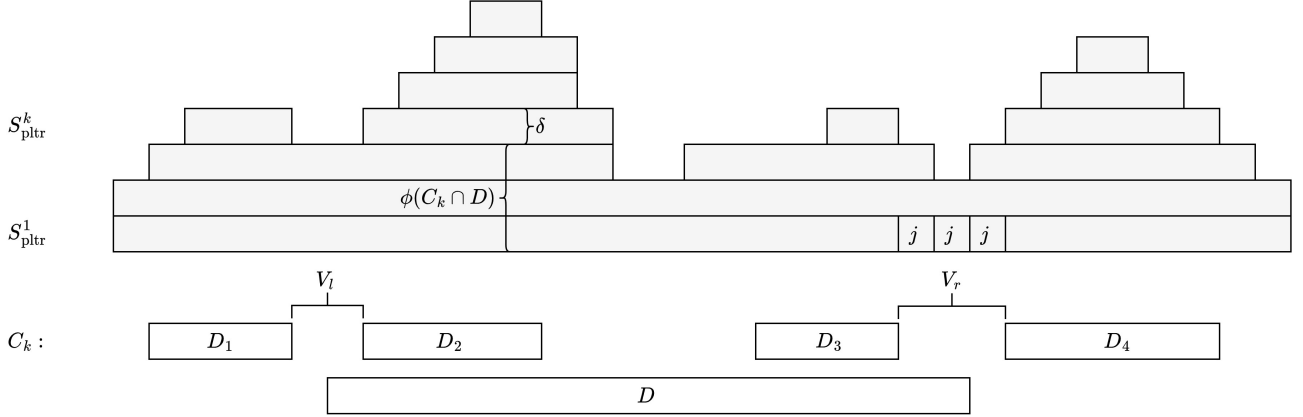 S^k_pltr
δ
ϕ(C_k ∩ D)
S^1_pltr
j j j
V_l V_r
C_k :
D_1 D_2 D_3 D_4
D